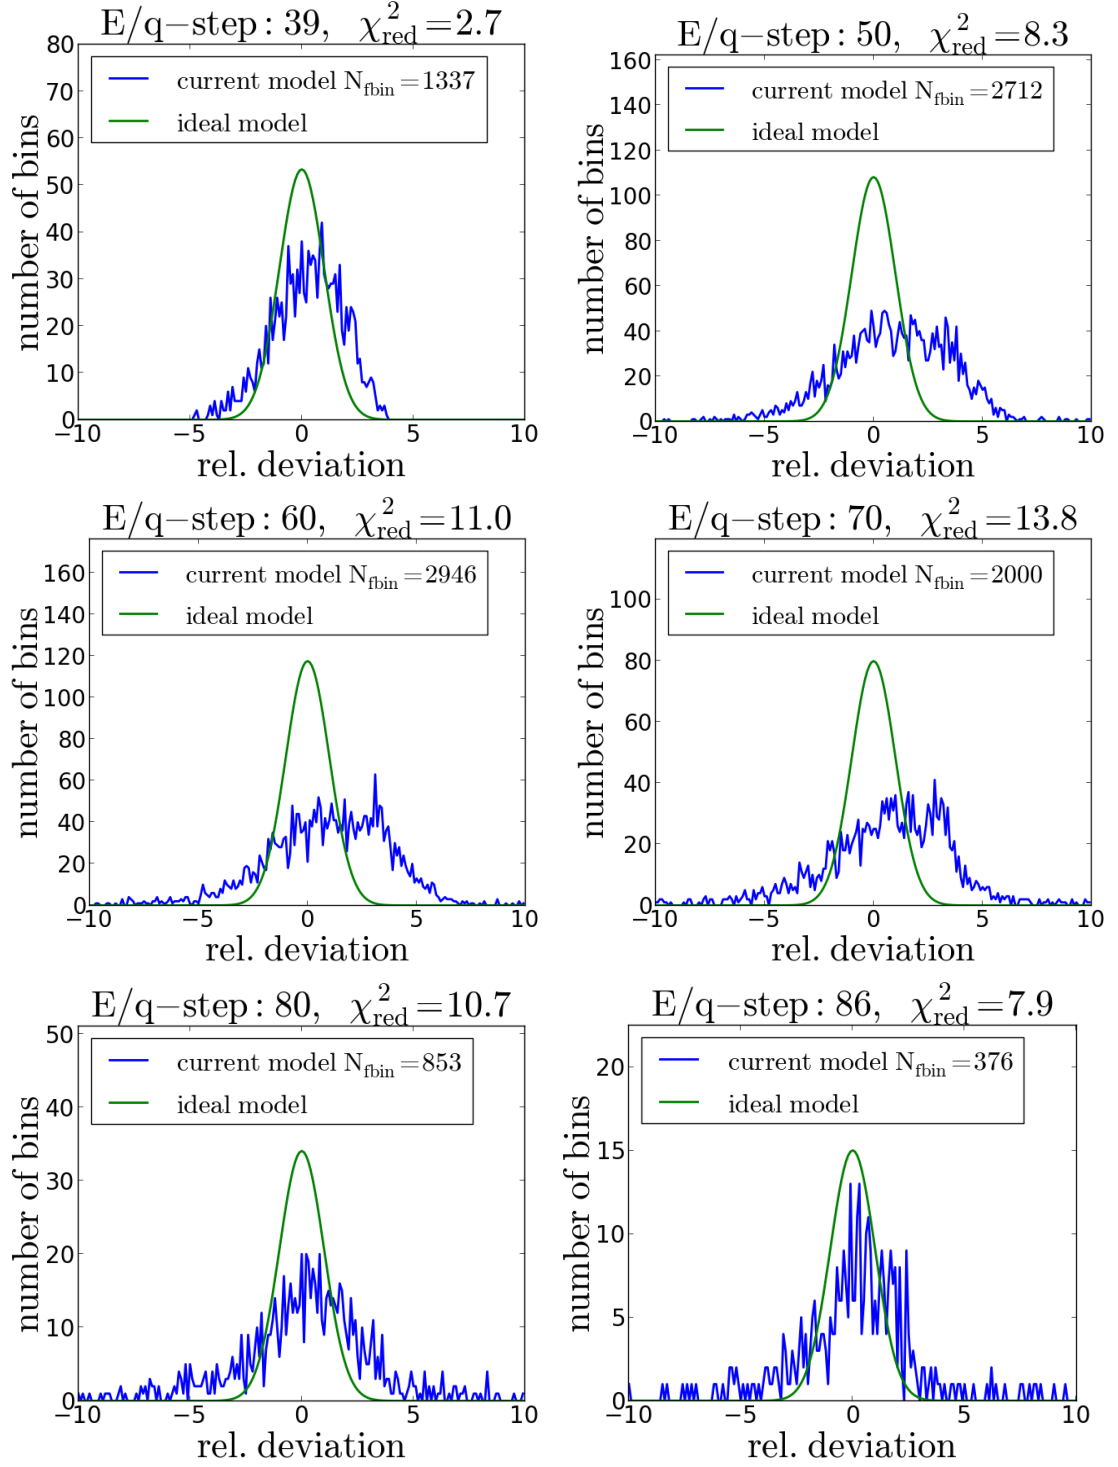 E/q−step: 39, χ²red=2.7
80
70
60
50
40
30
20
10
0
number of bins
current model Nfbin=1337
ideal model
−10 −5 0 5 10
rel. deviation
E/q−step: 50, χ²red=8.3
160
140
120
100
80
60
40
20
0
number of bins
current model Nfbin=2712
ideal model
−10 −5 0 5 10
rel. deviation
E/q−step: 60, χ²red=11.0
160
140
120
100
80
60
40
20
0
number of bins
current model Nfbin=2946
ideal model
−10 −5 0 5 10
rel. deviation
E/q−step: 70, χ²red=13.8
100
80
60
40
20
0
number of bins
current model Nfbin=2000
ideal model
−10 −5 0 5 10
rel. deviation
E/q−step: 80, χ²red=10.7
50
40
30
20
10
0
number of bins
current model Nfbin=853
ideal model
−10 −5 0 5 10
rel. deviation
E/q−step: 86, χ²red=7.9
20
15
10
5
0
number of bins
current model Nfbin=376
ideal model
−10 −5 0 5 10
rel. deviation